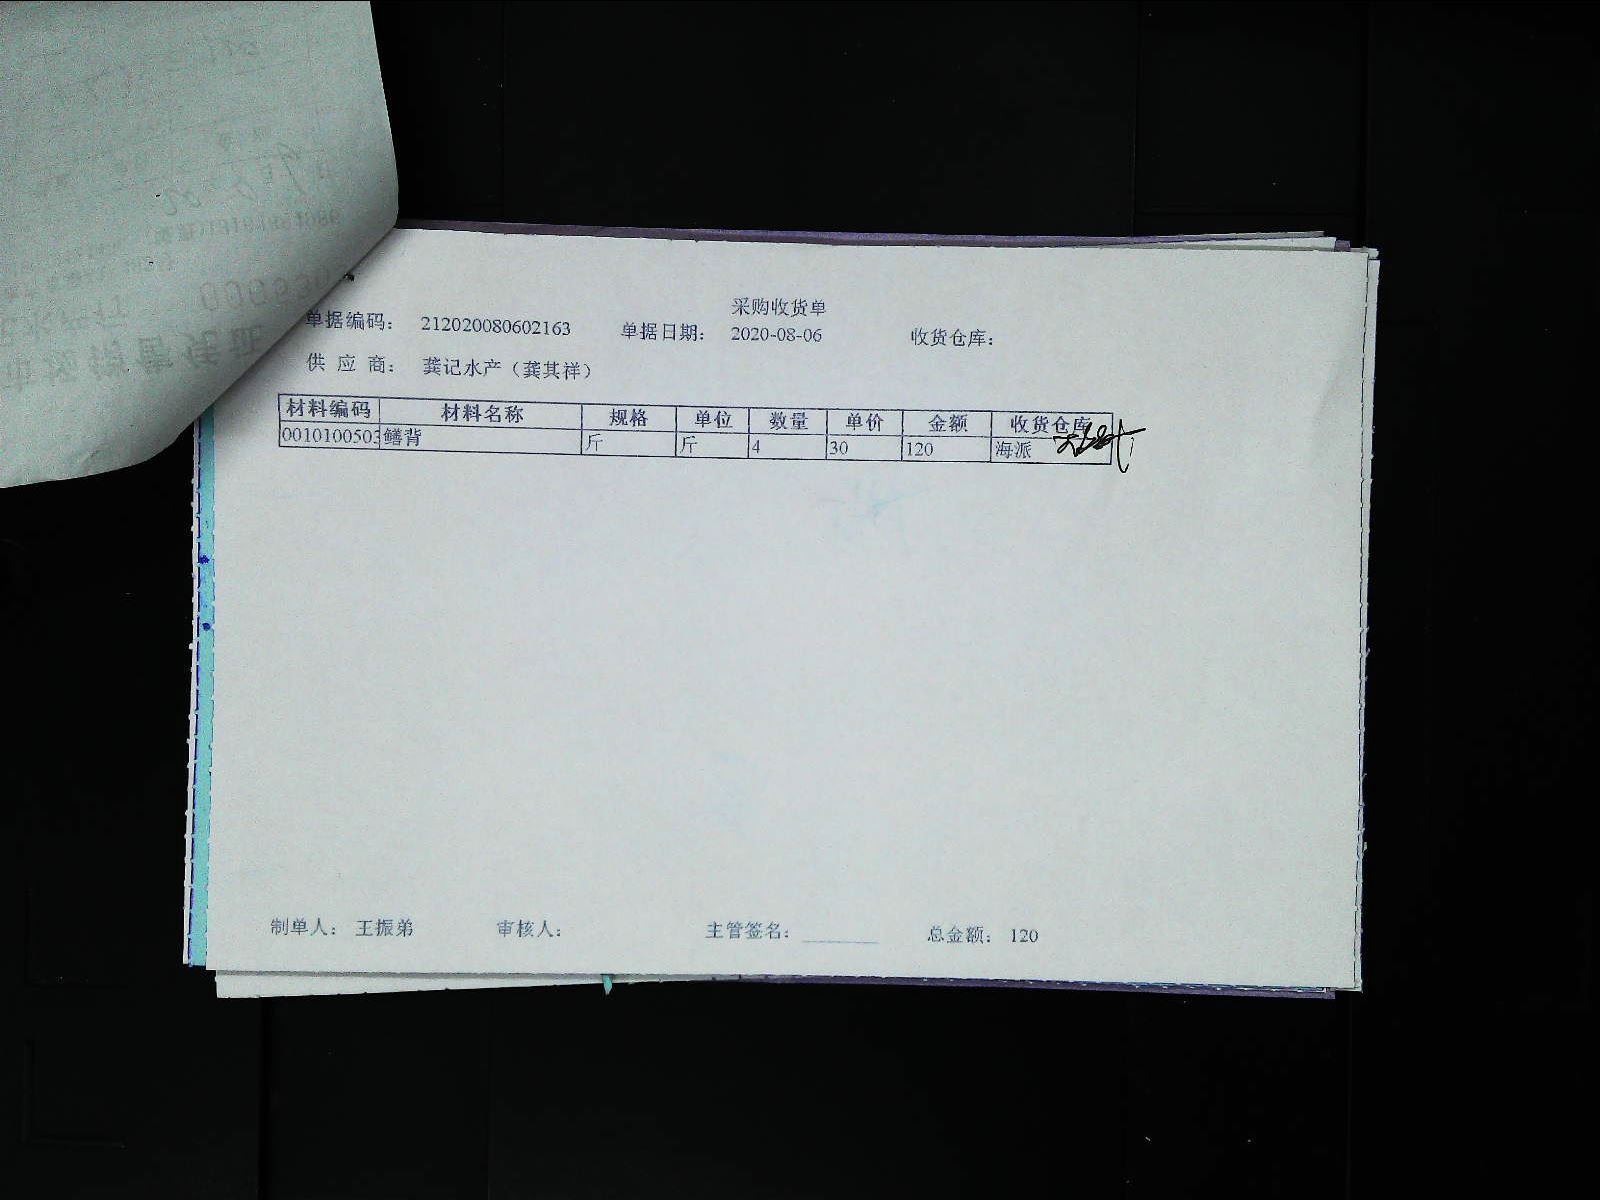 采购收货单
单据编码： 212020080602163 单据日期： 2020-08-06 收货仓库：
供 应 商： 龚记水产（龚其祥）
材料编码 材料名称 规格 单位 数量 单价 金额 收货仓库
0010100503 鳝背 斤 斤 4 30 120 海派
制单人： 王振弟 审核人： 主管签名： 总金额： 120